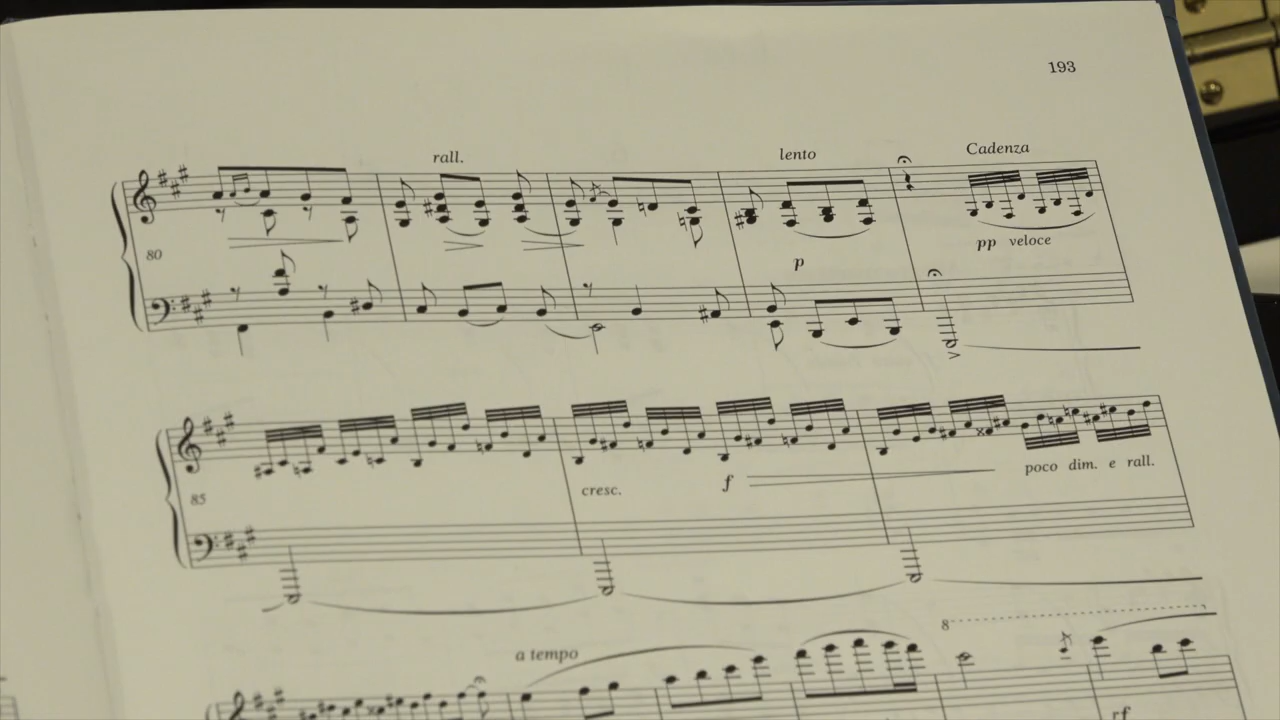 193
rall. lento Cadenza
80
p pp veloce
85
cresc. f poco dim. e rall.
8
a tempo
rf